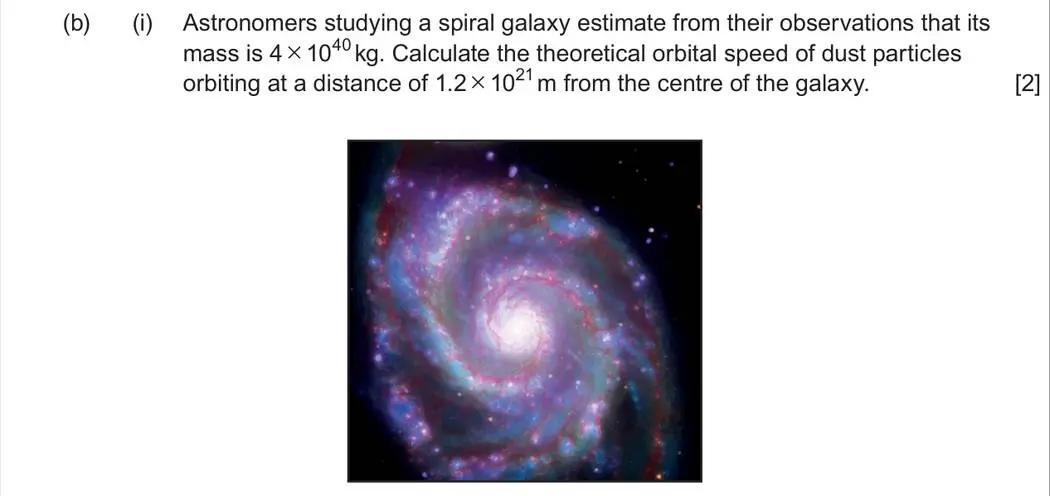 (b) (i) Astronomers studying a spiral galaxy estimate from their observations that its
mass is 4 × 10⁴⁰ kg. Calculate the theoretical orbital speed of dust particles
orbiting at a distance of 1.2 × 10²¹ m from the centre of the galaxy. [2]